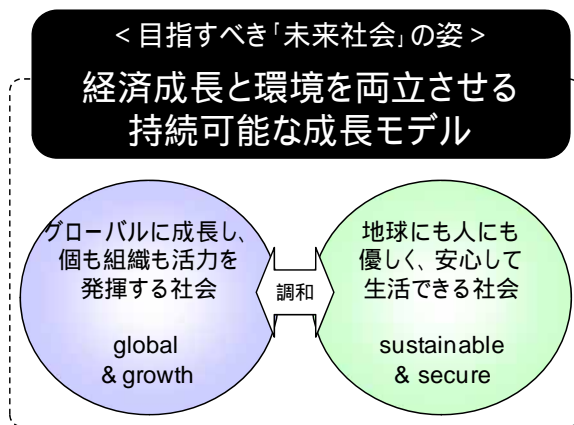 <目指すべき「未来社会」の姿>
経済成長と環境を両立させる
持続可能な成長モデル
グローバルに成長し、
個も組織も活力を
発揮する社会
global
& growth
調和
地球にも人にも
優しく、安心して
生活できる社会
sustainable
& secure